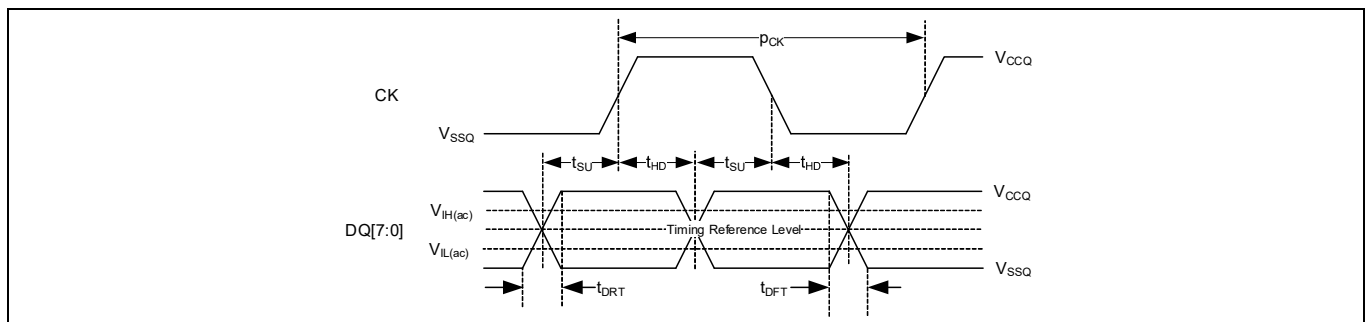 pCK
VCCQ
CK
VSSQ
tSU
tHD
tSU
tHD
VCCQ
VIH(ac)
DQ[7:0]
Timing Reference Level
VIL(ac)
VSSQ
tDRT
tDFT